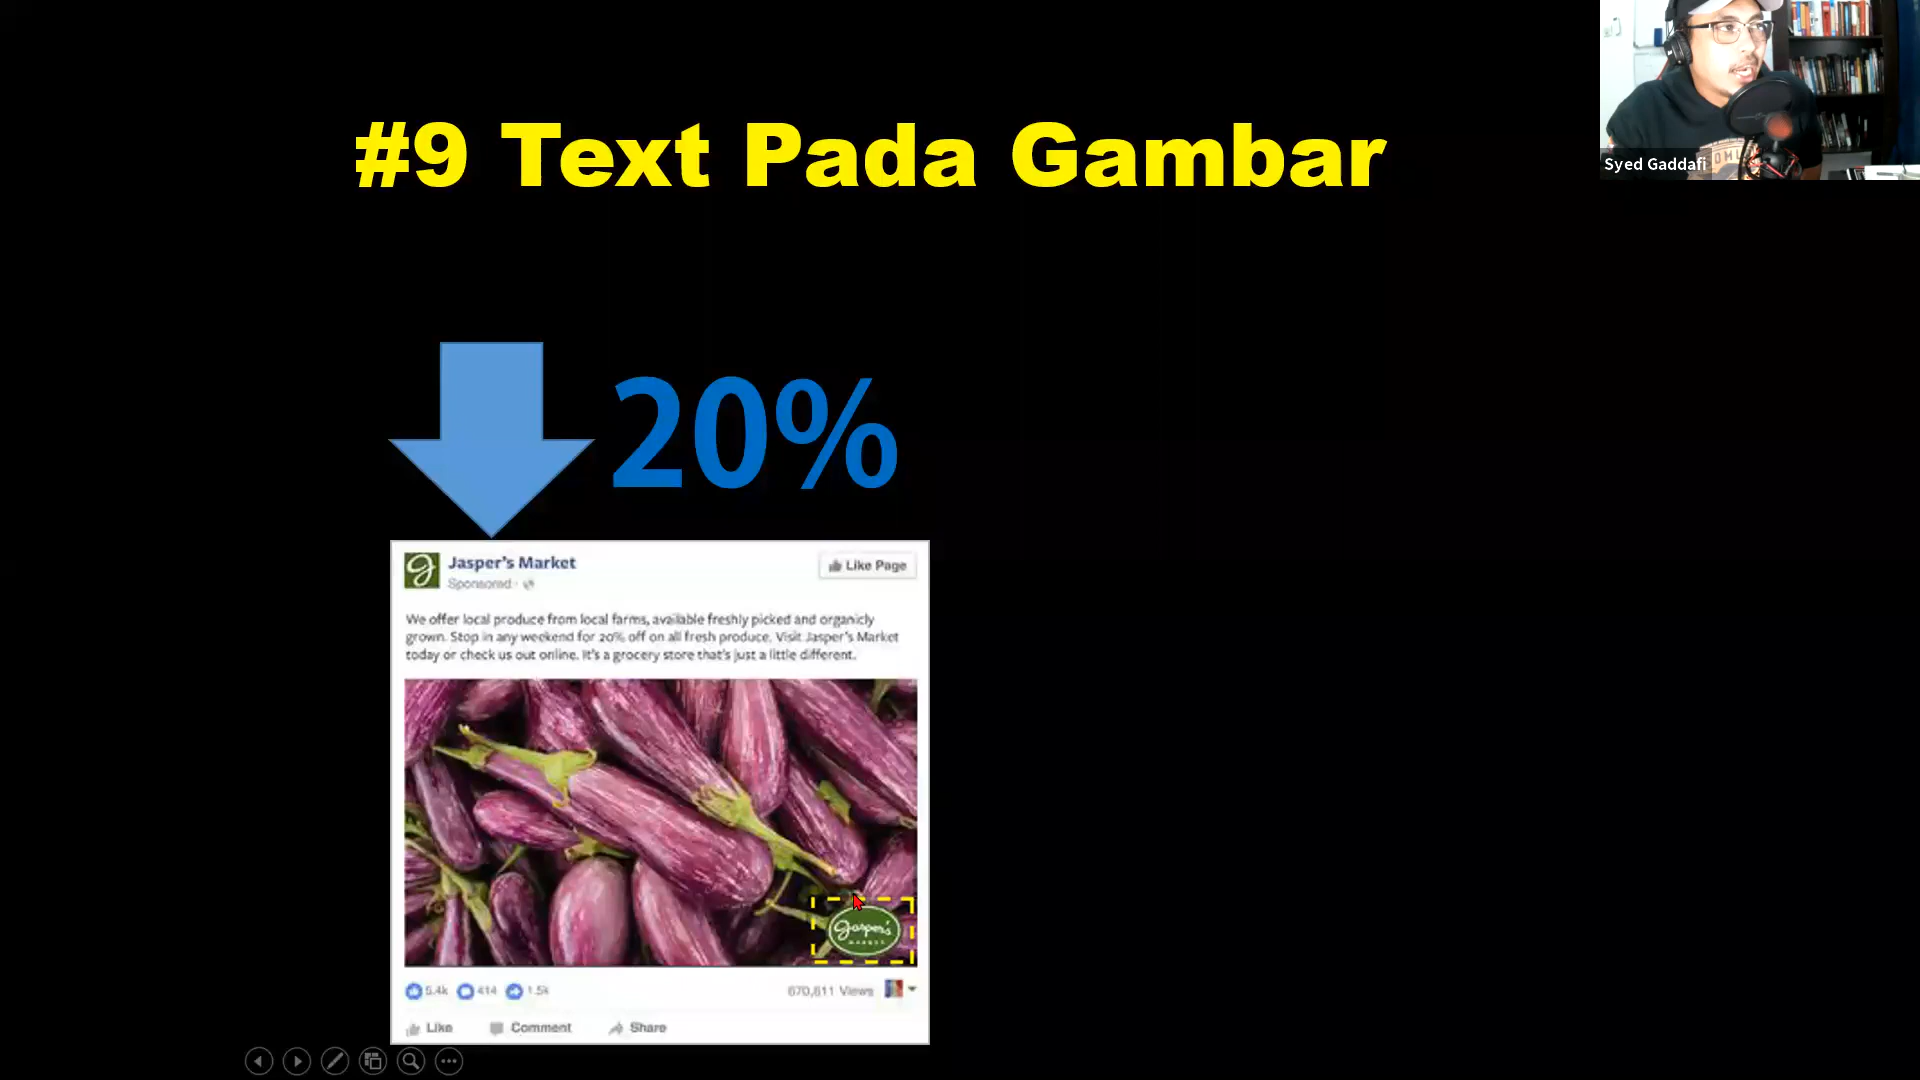 #9 Text Pada Gambar
Syed Gaddafi
20%
Jasper's Market
Sponsored ·
Like Page
We offer local produce from local farms, available freshly picked and organicly
grown. Stop in any weekend for 20% off on all fresh produce. Visit Jasper's Market
today or check us out online. It's a grocery store that's just a little different.
Jasper's
MARKET
5.4k 414 1.5k
670,611 Views
Like Comment Share